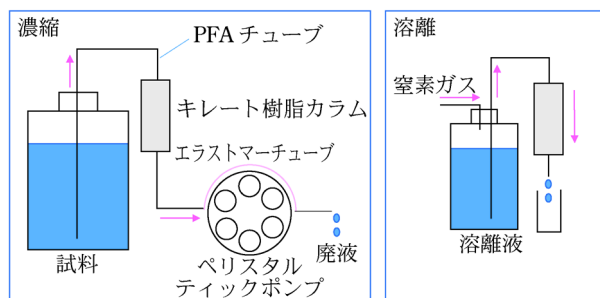 濃縮
PFAチューブ
キレート樹脂カラム
エラストマーチューブ
試料
ペリスタル
ティックポンプ
廃液
溶離
窒素ガス
溶離液